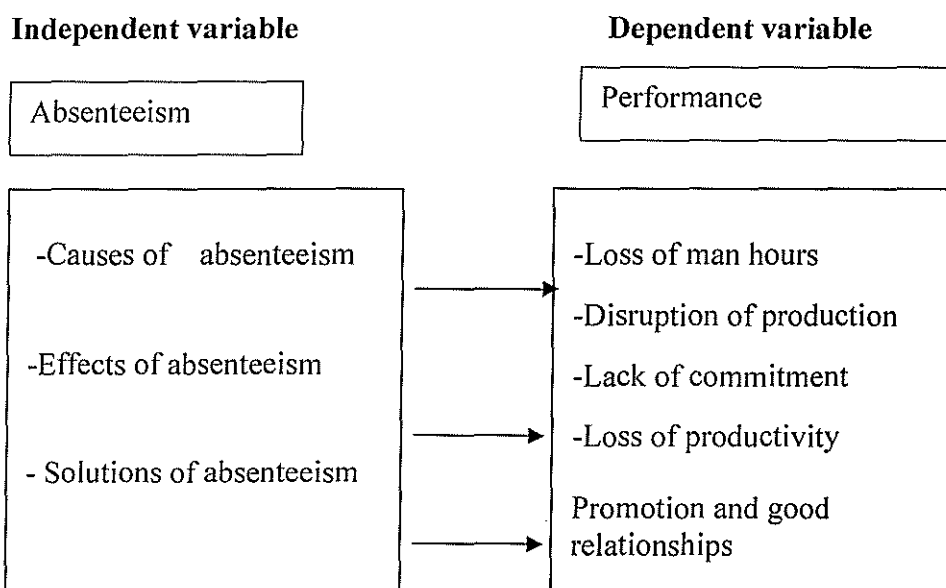 Independent variable
Dependent variable
Absenteeism
Performance
-Causes of absenteeism
-Effects of absenteeism
- Solutions of absenteeism
-Loss of man hours
-Disruption of production
-Lack of commitment
-Loss of productivity
Promotion and good
relationships